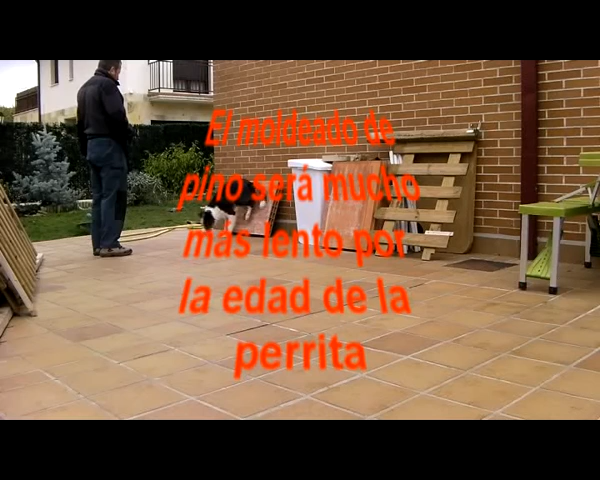 El moldeado de
pino será mucho
más lento por
la edad de la
perrita